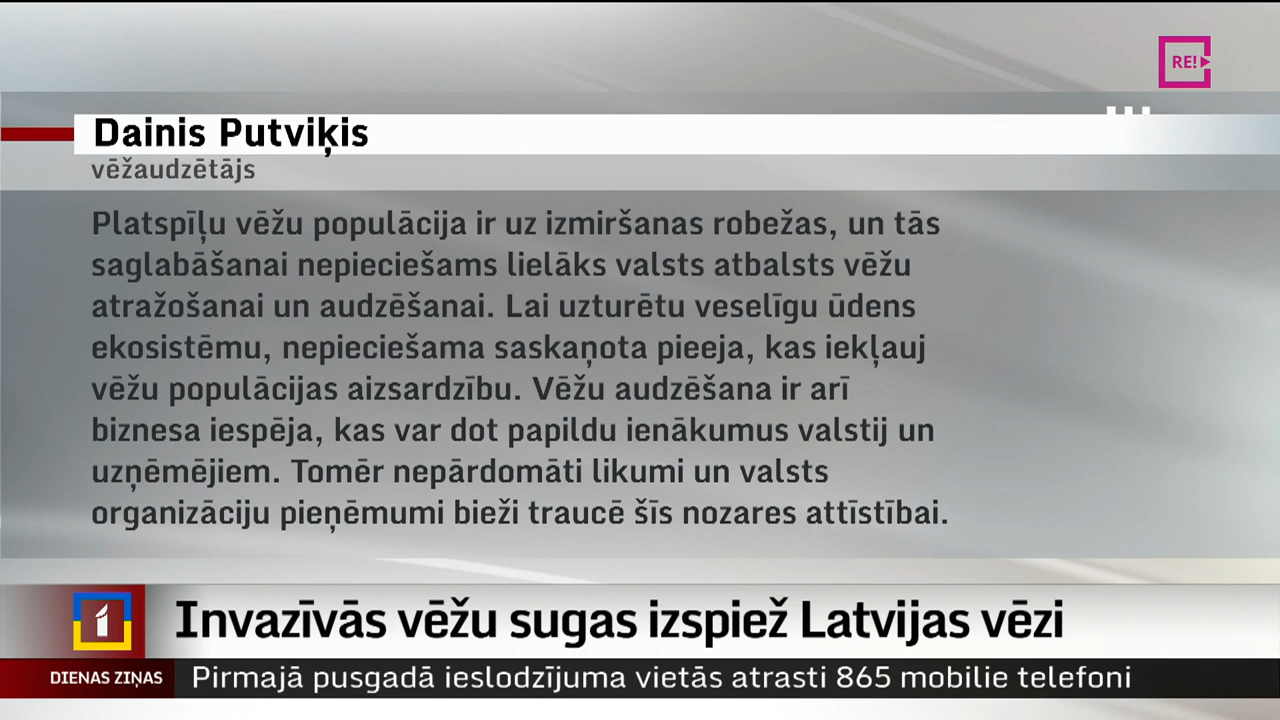 RE!
Dainis Putviķis
vēžaudzētājs
Platspīļu vēžu populācija ir uz izmiršanas robežas, un tās
saglabāšanai nepieciešams lielāks valsts atbalsts vēžu
atražošanai un audzēšanai. Lai uzturētu veselīgu ūdens
ekosistēmu, nepieciešama saskaņota pieeja, kas iekļauj
vēžu populācijas aizsardzību. Vēžu audzēšana ir arī
biznesa iespēja, kas var dot papildu ienākumus valstij un
uzņēmējiem. Tomēr nepārdomāti likumi un valsts
organizāciju pieņēmumi bieži traucē šīs nozares attīstībai.
1
Invazīvās vēžu sugas izspiež Latvijas vēzi
DIENAS ZIŅAS
Pirmajā pusgadā ieslodzījuma vietās atrasti 865 mobilie telefoni